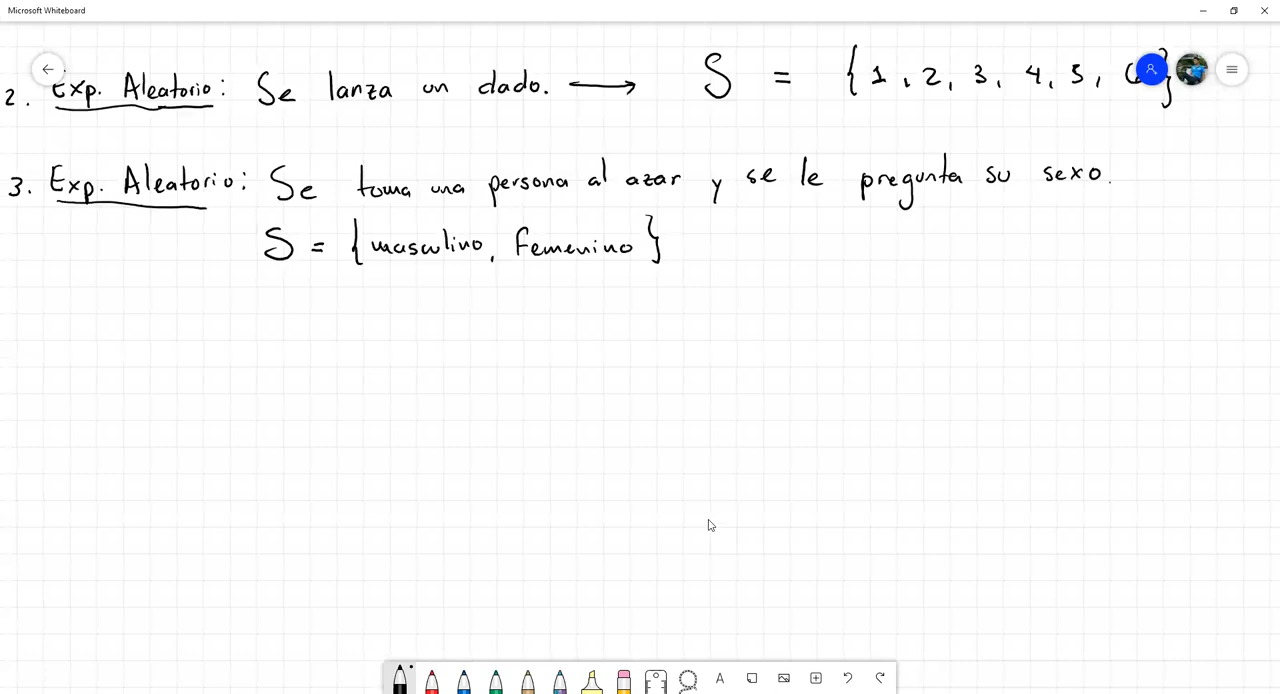 Microsoft Whiteboard
2. Exp. Aleatorio: Se lanza un dado. ⟷ S = {1, 2, 3, 4, 5, 6}
3. Exp. Aleatorio: Se toma una persona al azar y se le pregunta su sexo.
S = {masculino, femenino}
A